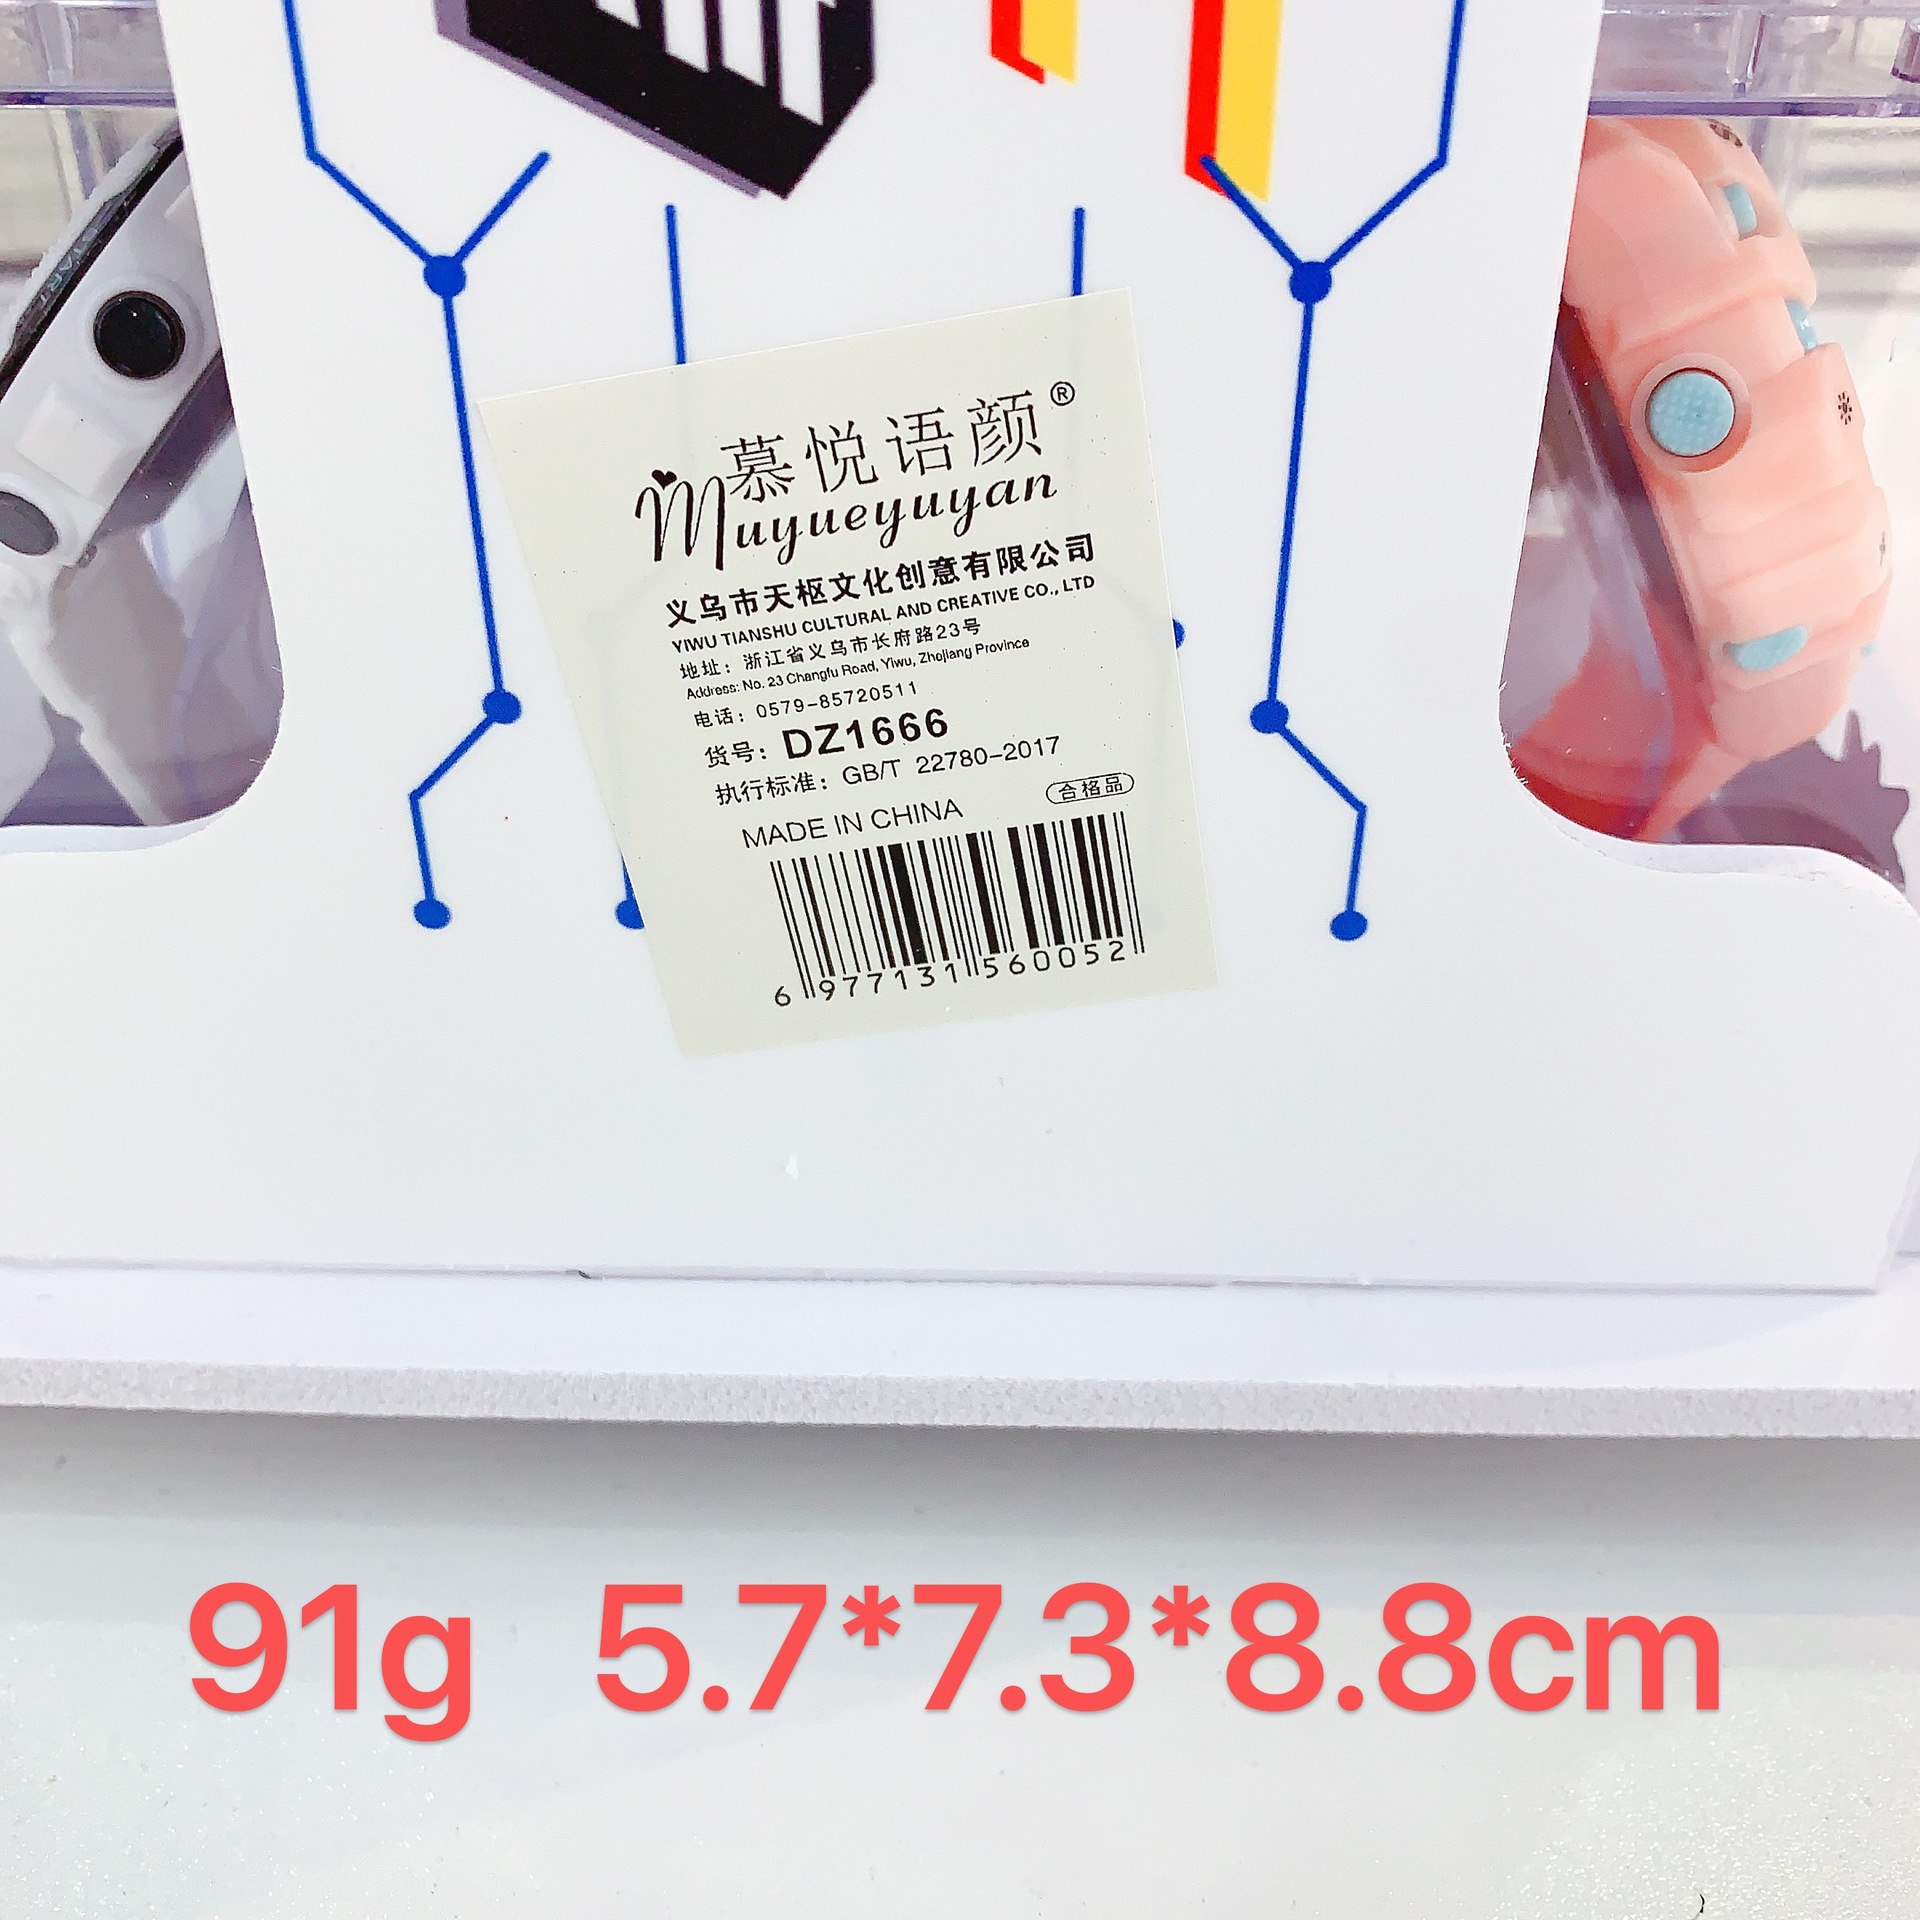 慕悦语颜®
Muyueyuyan
义乌市天枢文化创意有限公司
YIWU TIANSHU CULTURAL AND CREATIVE CO., LTD
地址：浙江省义乌市长府路23号
Address: No. 23 Changfu Road, Yiwu, Zhejiang Province
电话：0579-85720511
货号：DZ1666
执行标准：GB/T 22780-2017
合格品
MADE IN CHINA
6 977131 560052
91g 5.7*7.3*8.8cm